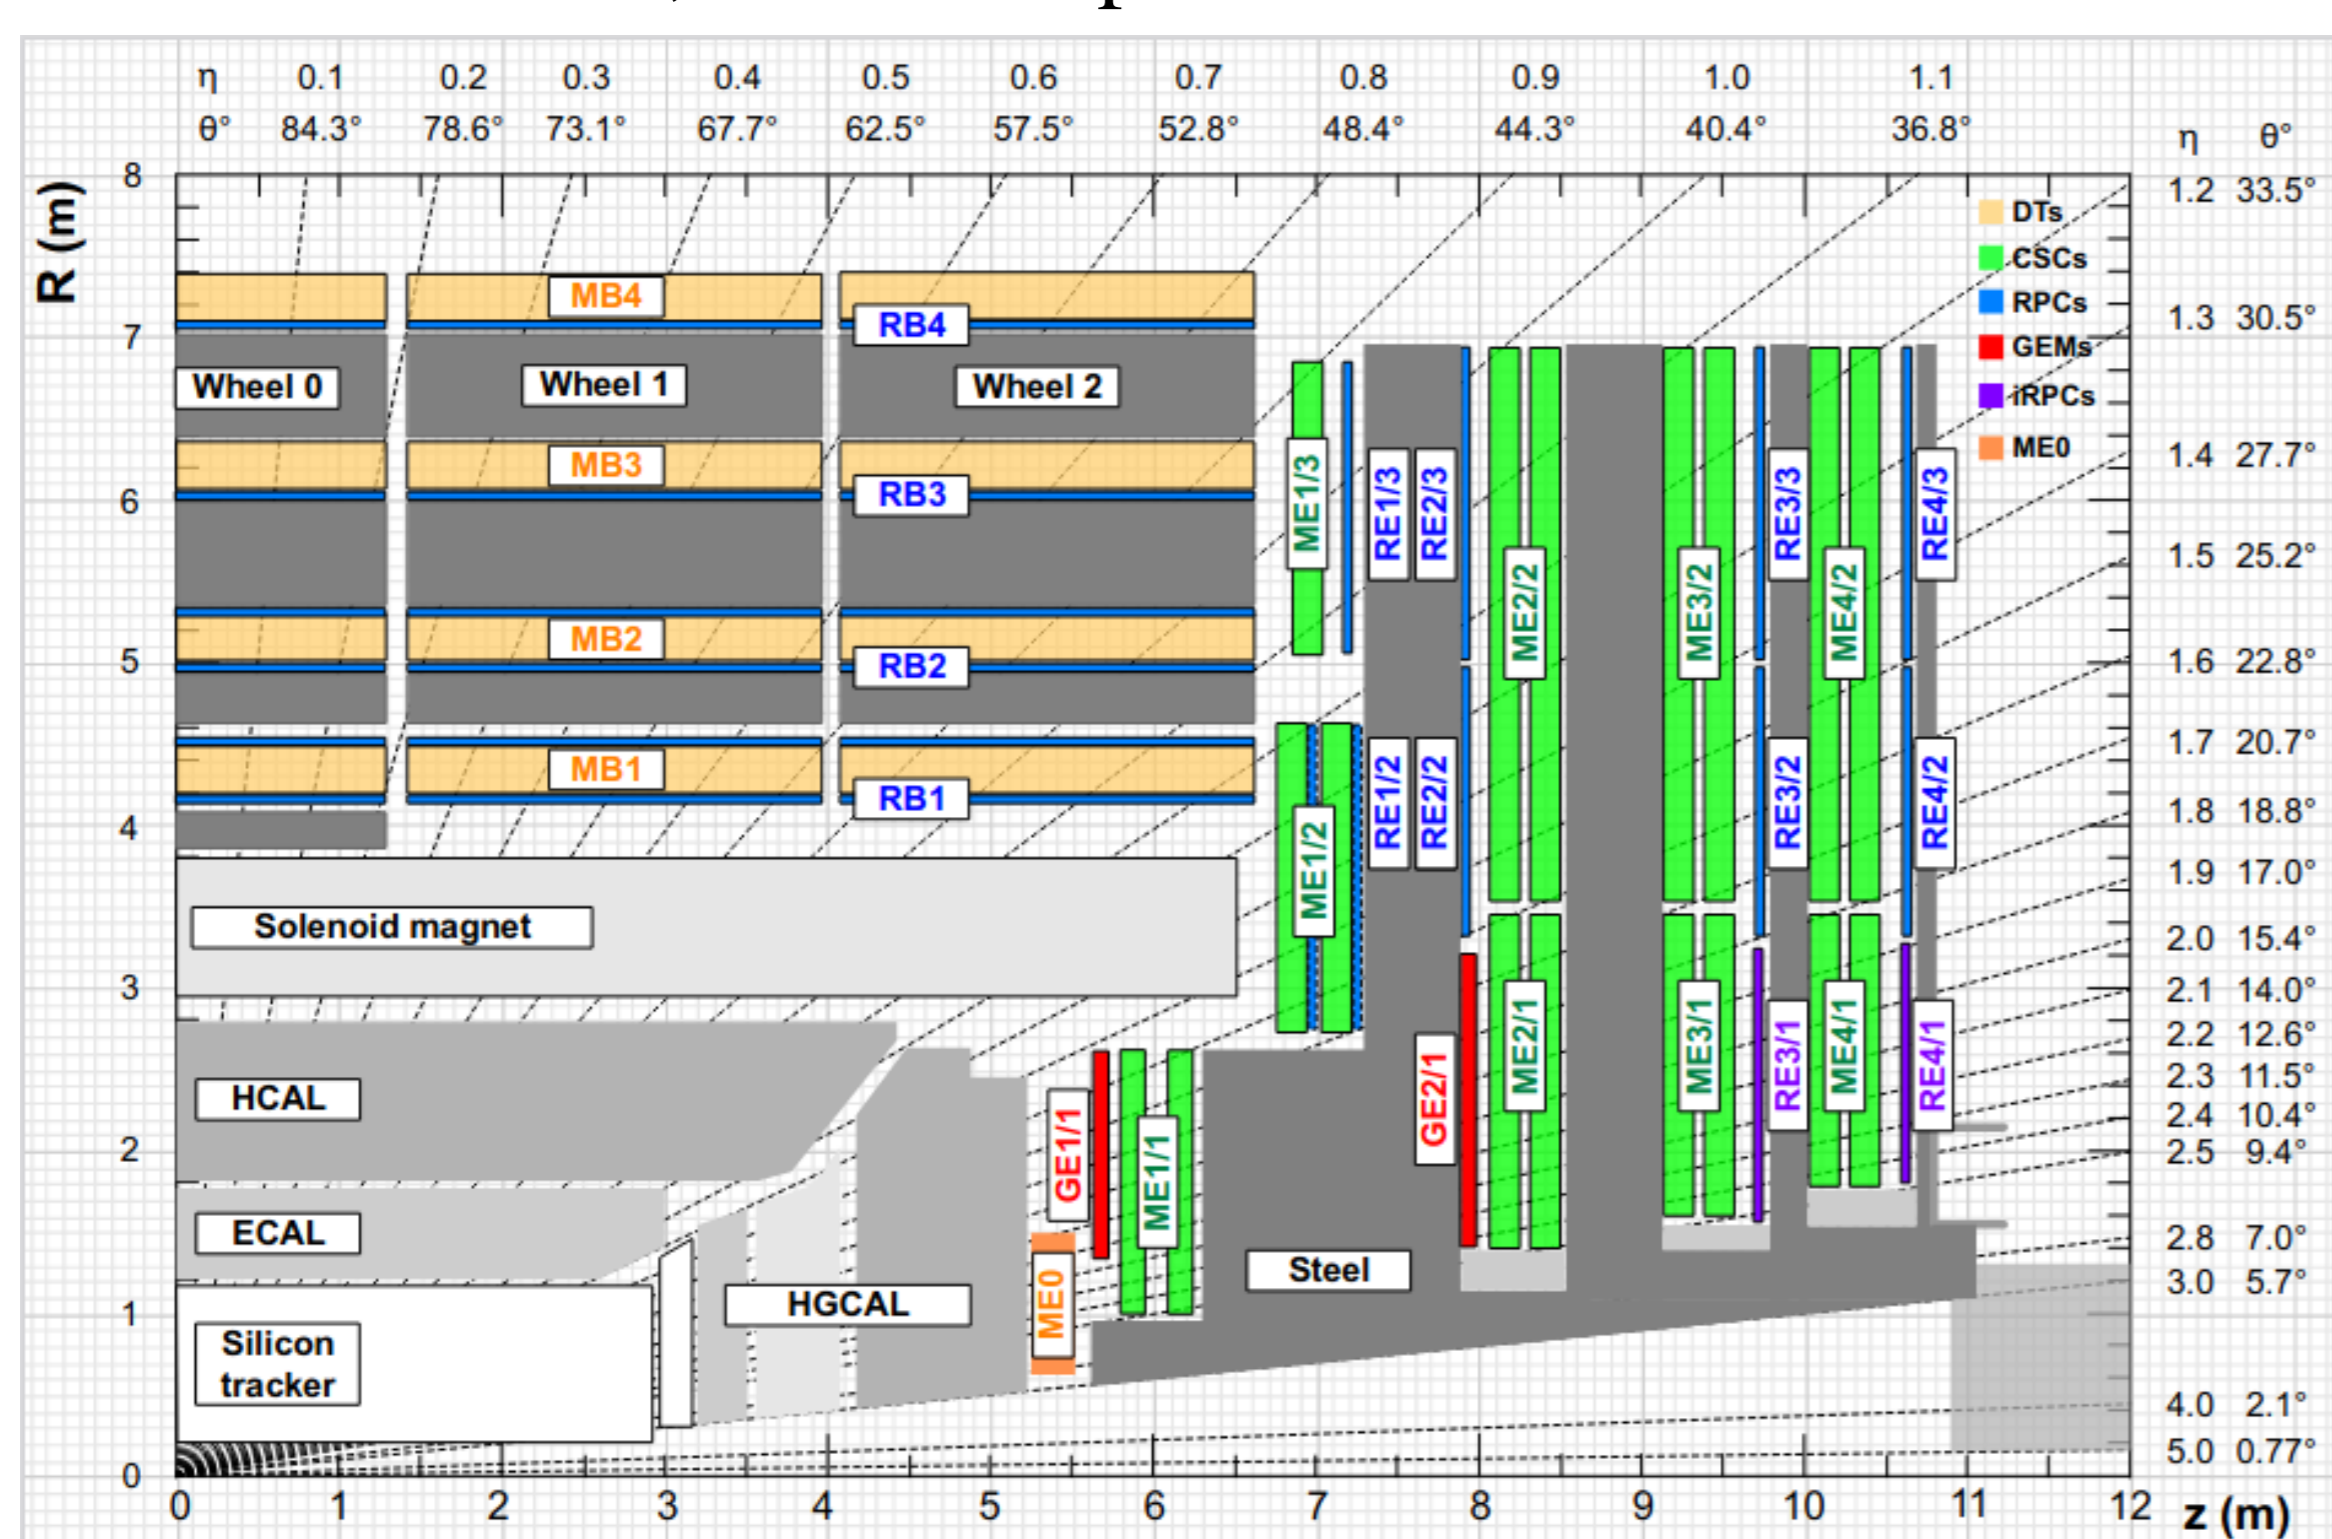 η 0.1 0.2 0.3 0.4 0.5 0.6 0.7 0.8 0.9 1.0 1.1
θ° 84.3° 78.6° 73.1° 67.7° 62.5° 57.5° 52.8° 48.4° 44.3° 40.4° 36.8°
η θ°
1.2 33.5°
1.3 30.5°
1.4 27.7°
1.5 25.2°
1.6 22.8°
1.7 20.7°
1.8 18.8°
1.9 17.0°
2.0 15.4°
2.1 14.0°
2.2 12.6°
2.3 11.5°
2.4 10.4°
2.5 9.4°
2.8 7.0°
3.0 5.7°
4.0 2.1°
5.0 0.77°
DTs
CSCs
RPCs
GEMs
iRPCs
ME0
R (m)
8
7
6
5
4
3
2
1
0
MB4
RB4
Wheel 0
Wheel 1
Wheel 2
MB3
RB3
MB2
RB2
MB1
RB1
Solenoid magnet
HCAL
ECAL
Silicon
tracker
HGCAL
Steel
ME0
GE1/1
ME1/1
ME1/2
ME1/3
RE1/3
RE2/3
RE1/2
RE2/2
GE2/1
ME2/2
ME2/1
ME3/2
ME3/1
RE3/3
RE3/2
RE3/1
ME4/2
ME4/1
RE4/3
RE4/2
RE4/1
0 1 2 3 4 5 6 7 8 9 10 11 12
z (m)